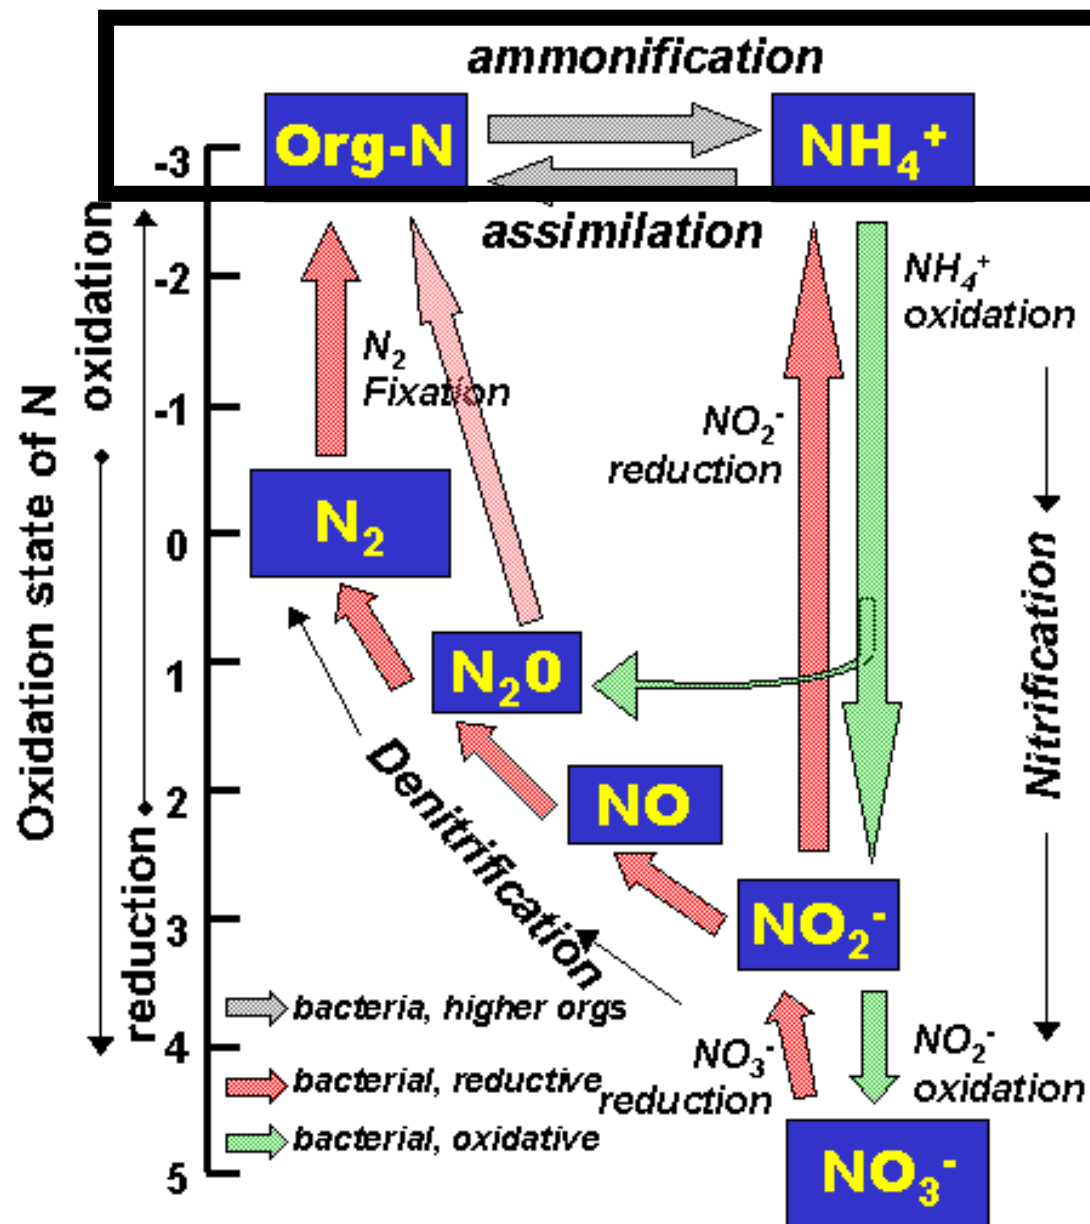 ammonification
Org-N
NH₄⁺
assimilation
-3
-2
-1
0
1
2
3
4
5
Oxidation state of N
oxidation
reduction
NH₄⁺
oxidation
N₂
Fixation
NO₂⁻
reduction
N₂
N₂0
NO
NO₂⁻
Nitrification
Denitrification
NO₃⁻
reduction
NO₂⁻
oxidation
NO₃⁻
bacteria, higher orgs
bacterial, reductive
bacterial, oxidative